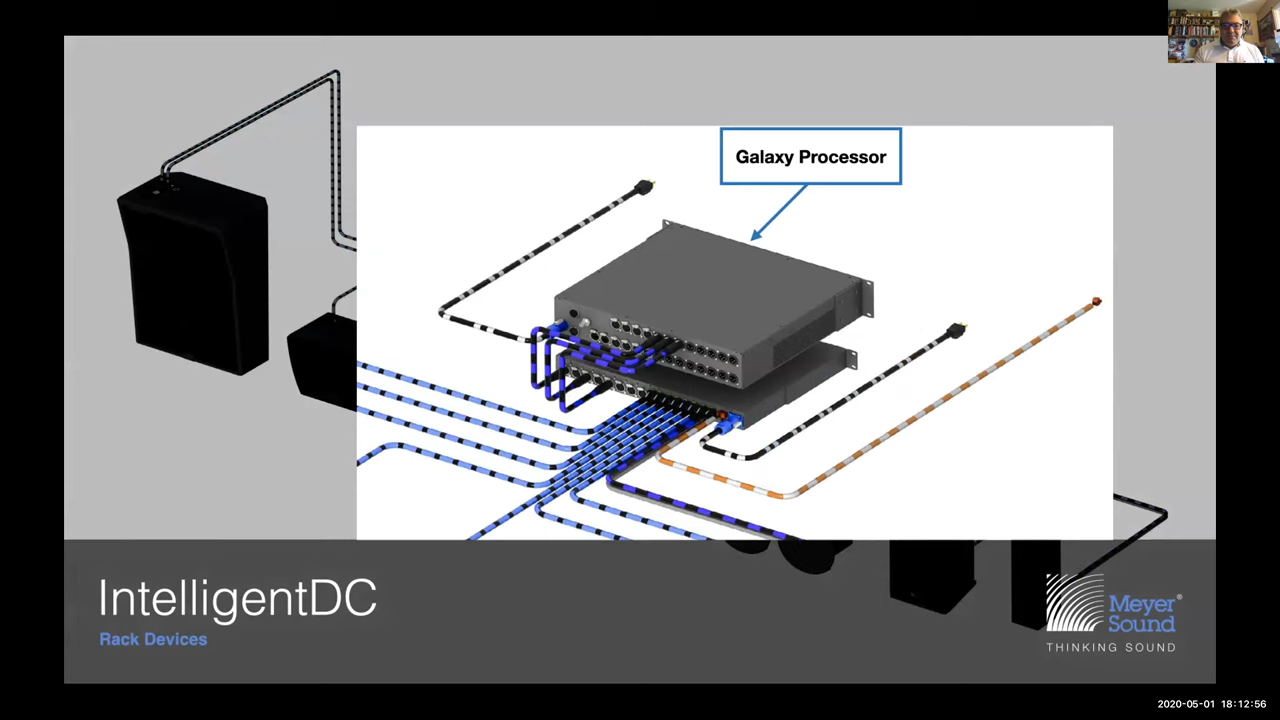 Galaxy Processor
IntelligentDC
Rack Devices
Meyer
Sound®
THINKING SOUND
2020-05-01 18:12:56